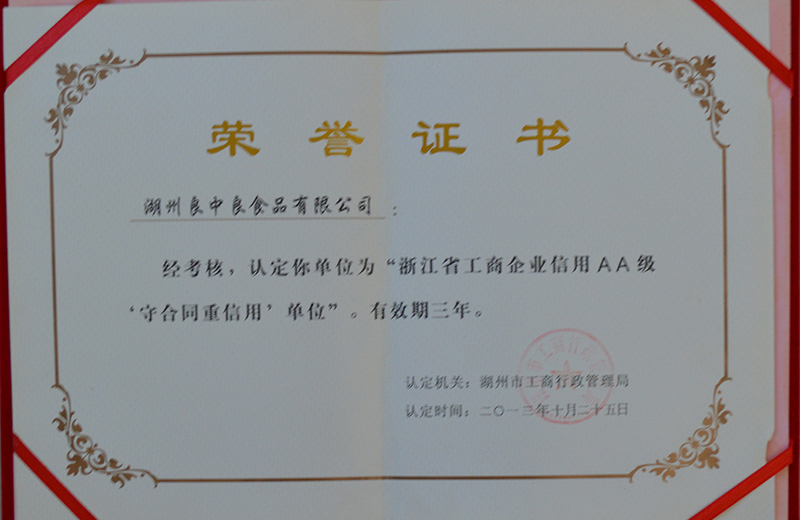 荣誉证书
湖州良中良食品有限公司：
经考核，认定你单位为“浙江省工商企业信用AA级
‘守合同重信用’单位”。有效期三年。
认定机关：湖州市工商行政管理局
认定时间：二〇一三年十月二十五日